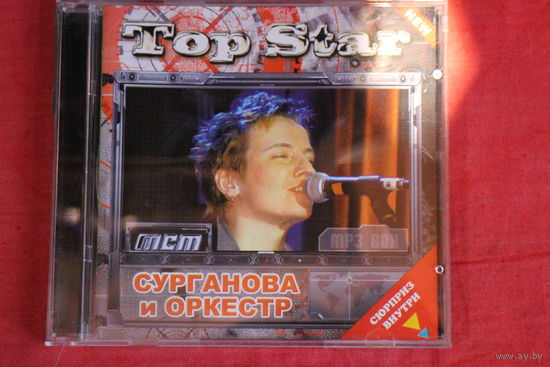 NEW
Top Star
mcm
MP3 BOX
СУРГАНОВА
и ОРКЕСТР
СЮРПРИЗ
ВНУТРИ
© www.ay.by